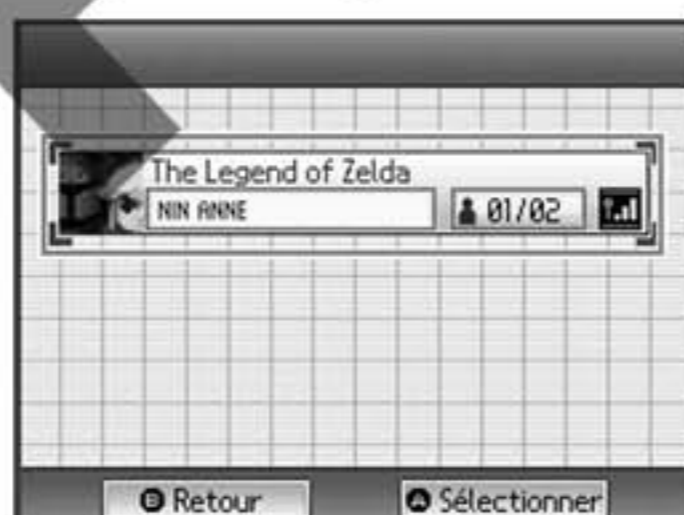 The Legend of Zelda
NIN ANNE
01/02
B Retour
A Sélectionner